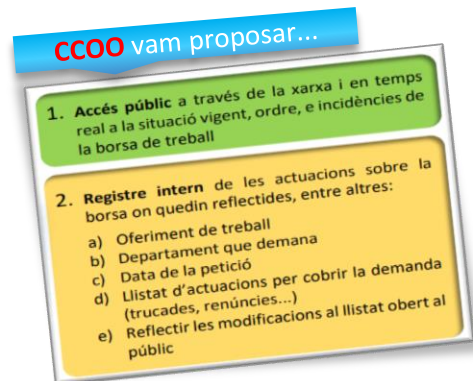 CCOO vam proposar...
1. Accés públic a través de la xarxa i en temps
real a la situació vigent, ordre, e incidències de
la borsa de treball
2. Registre intern de les actuacions sobre la
borsa on quedin reflectides, entre altres:
a) Oferiment de treball
b) Departament que demana
c) Data de la petició
d) Llistat d'actuacions per cobrir la demanda
(trucades, renúncies...)
e) Reflectir les modificacions al llistat obert al
públic